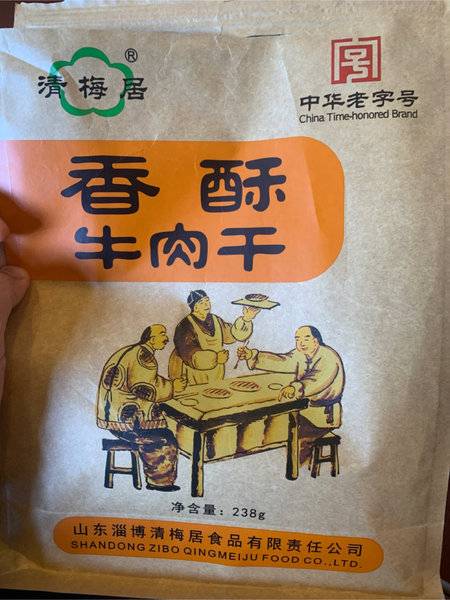 清梅居®
中华老字号
China Time-honored Brand
香酥
牛肉干
净含量：238g
山东淄博清梅居食品有限责任公司
SHANDONG ZIBO QINGMEIJU FOOD CO.,LTD.